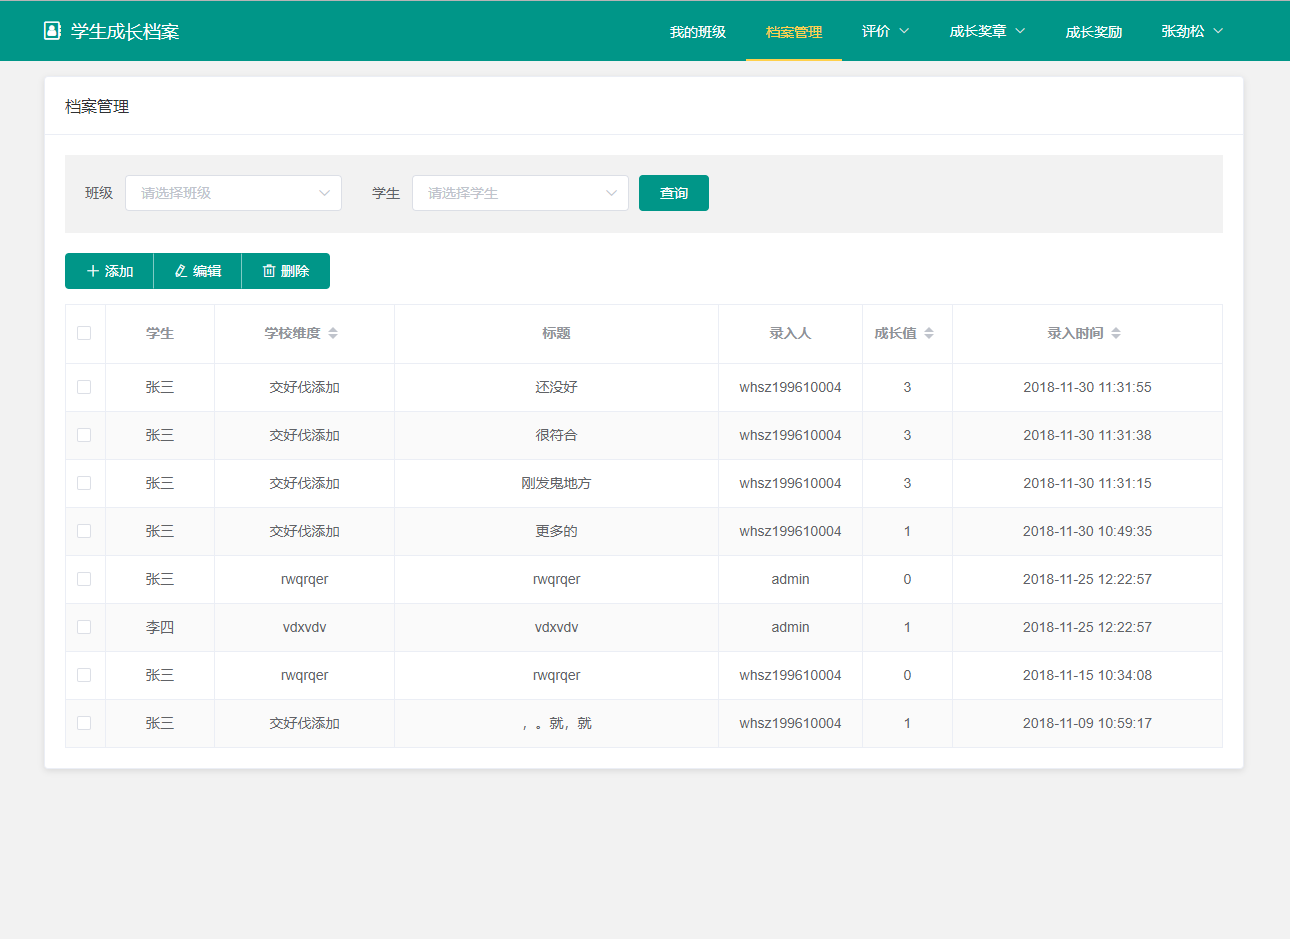 学生成长档案 我的班级 档案管理 评价 成长奖章 成长奖励 张劲松
档案管理
班级 请选择班级 学生 请选择学生 查询
添加 编辑 删除
学生 学校维度 标题 录入人 成长值 录入时间
张三 交好伐添加 还没好 whsz199610004 3 2018-11-30 11:31:55
张三 交好伐添加 很符合 whsz199610004 3 2018-11-30 11:31:38
张三 交好伐添加 刚发鬼地方 whsz199610004 3 2018-11-30 11:31:15
张三 交好伐添加 更多的 whsz199610004 1 2018-11-30 10:49:35
张三 rwqrqer rwqrqer admin 0 2018-11-25 12:22:57
李四 vdxvdv vdxvdv admin 1 2018-11-25 12:22:57
张三 rwqrqer rwqrqer whsz199610004 0 2018-11-15 10:34:08
张三 交好伐添加 ，。就，就 whsz199610004 1 2018-11-09 10:59:17